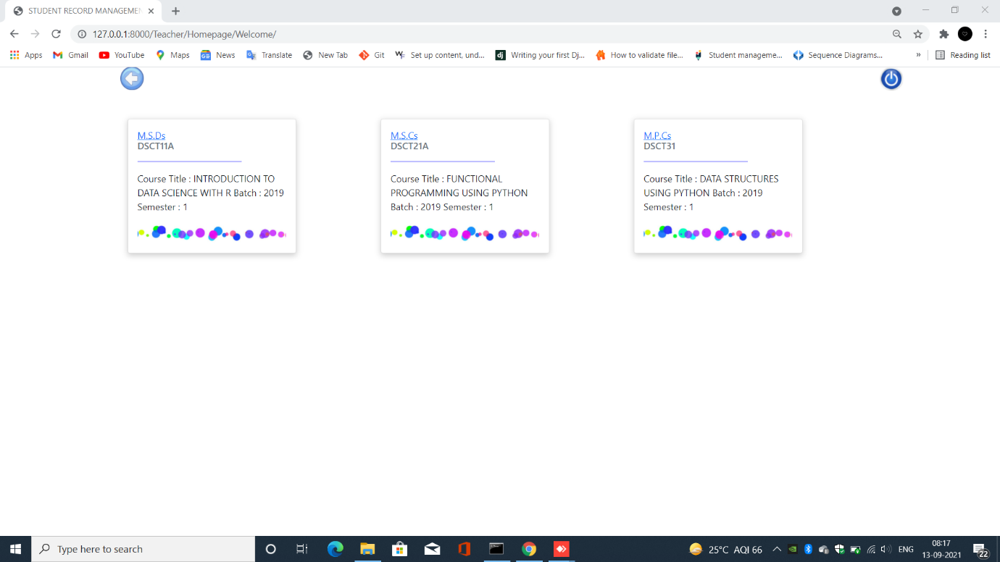 STUDENT RECORD MANAGEMEN
127.0.0.1:8000/Teacher/Homepage/Welcome/
Apps Gmail YouTube Maps News Translate New Tab Git Set up content, und... dj Writing your first Dj... How to validate file... Student manageme... Sequence Diagrams... » Reading list
M.S.Ds
DSCT11A
Course Title : INTRODUCTION TO
DATA SCIENCE WITH R Batch : 2019
Semester : 1
M.S.Cs
DSCT21A
Course Title : FUNCTIONAL
PROGRAMMING USING PYTHON
Batch : 2019 Semester : 1
M.P.Cs
DSCT31
Course Title : DATA STRUCTURES
USING PYTHON Batch : 2019
Semester : 1
Type here to search
25°C AQI 66
ENG
08:17
13-09-2021
22